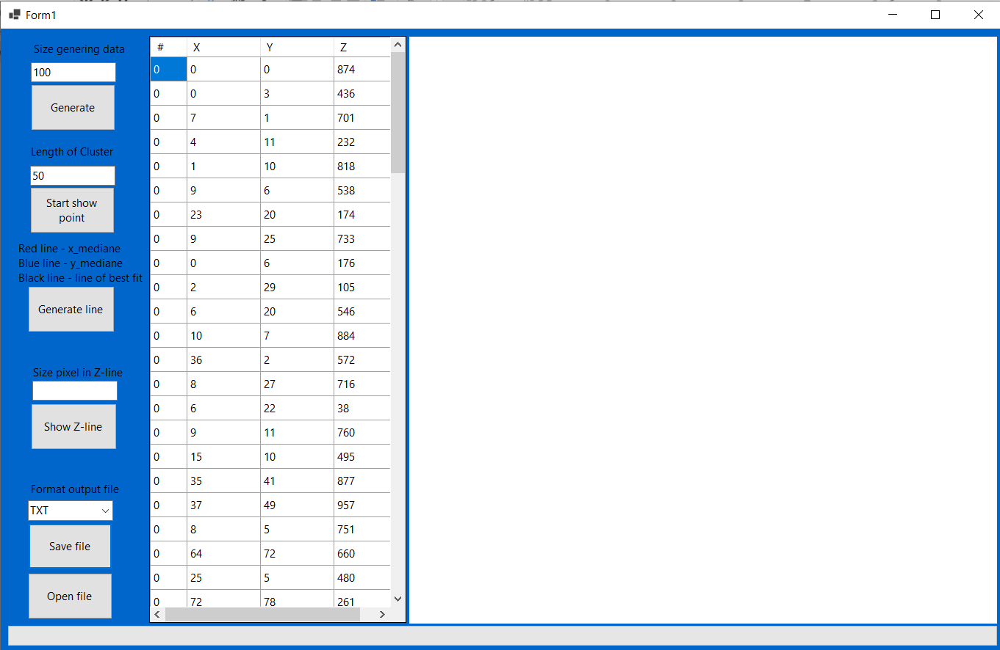 Form1
Size genering data
100
Generate
Length of Cluster
50
Start show
point
Red line - x_mediane
Blue line - y_mediane
Black line - line of best fit
Generate line
Size pixel in Z-line
Show Z-line
Format output file
TXT
Save file
Open file
# X Y Z
0 0 0 874
0 0 3 436
0 7 1 701
0 4 11 232
0 1 10 818
0 9 6 538
0 23 20 174
0 9 25 733
0 0 6 176
0 2 29 105
0 6 20 546
0 10 7 884
0 36 2 572
0 8 27 716
0 6 22 38
0 9 11 760
0 15 10 495
0 35 41 877
0 37 49 957
0 8 5 751
0 64 72 660
0 25 5 480
0 72 78 261